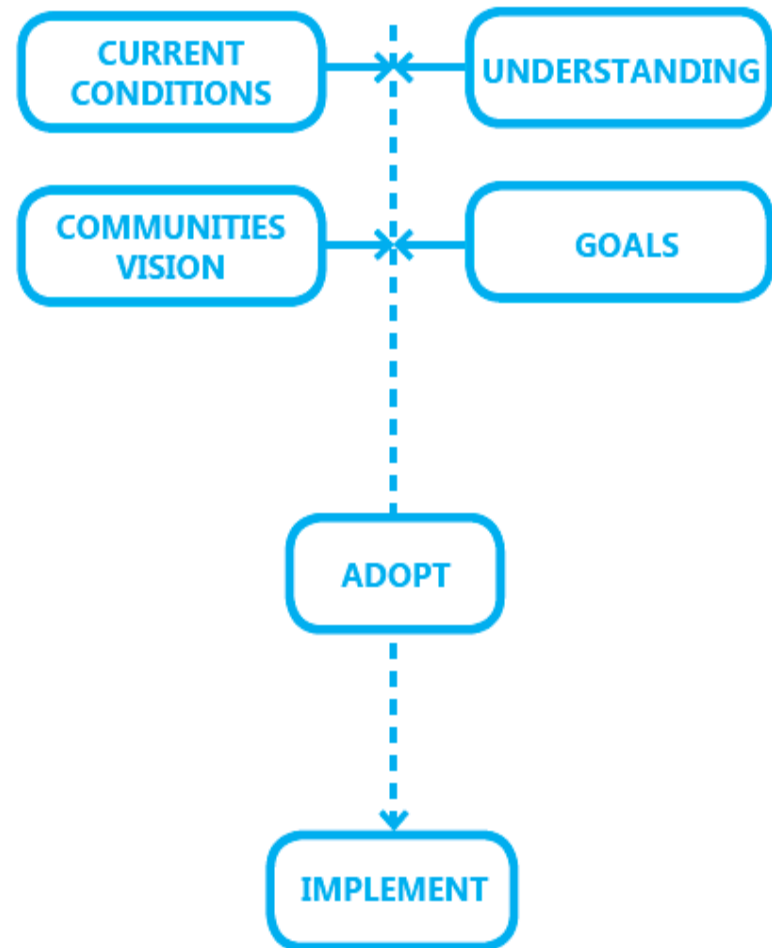 CURRENT
CONDITIONS
UNDERSTANDING
COMMUNITIES
VISION
GOALS
ADOPT
IMPLEMENT